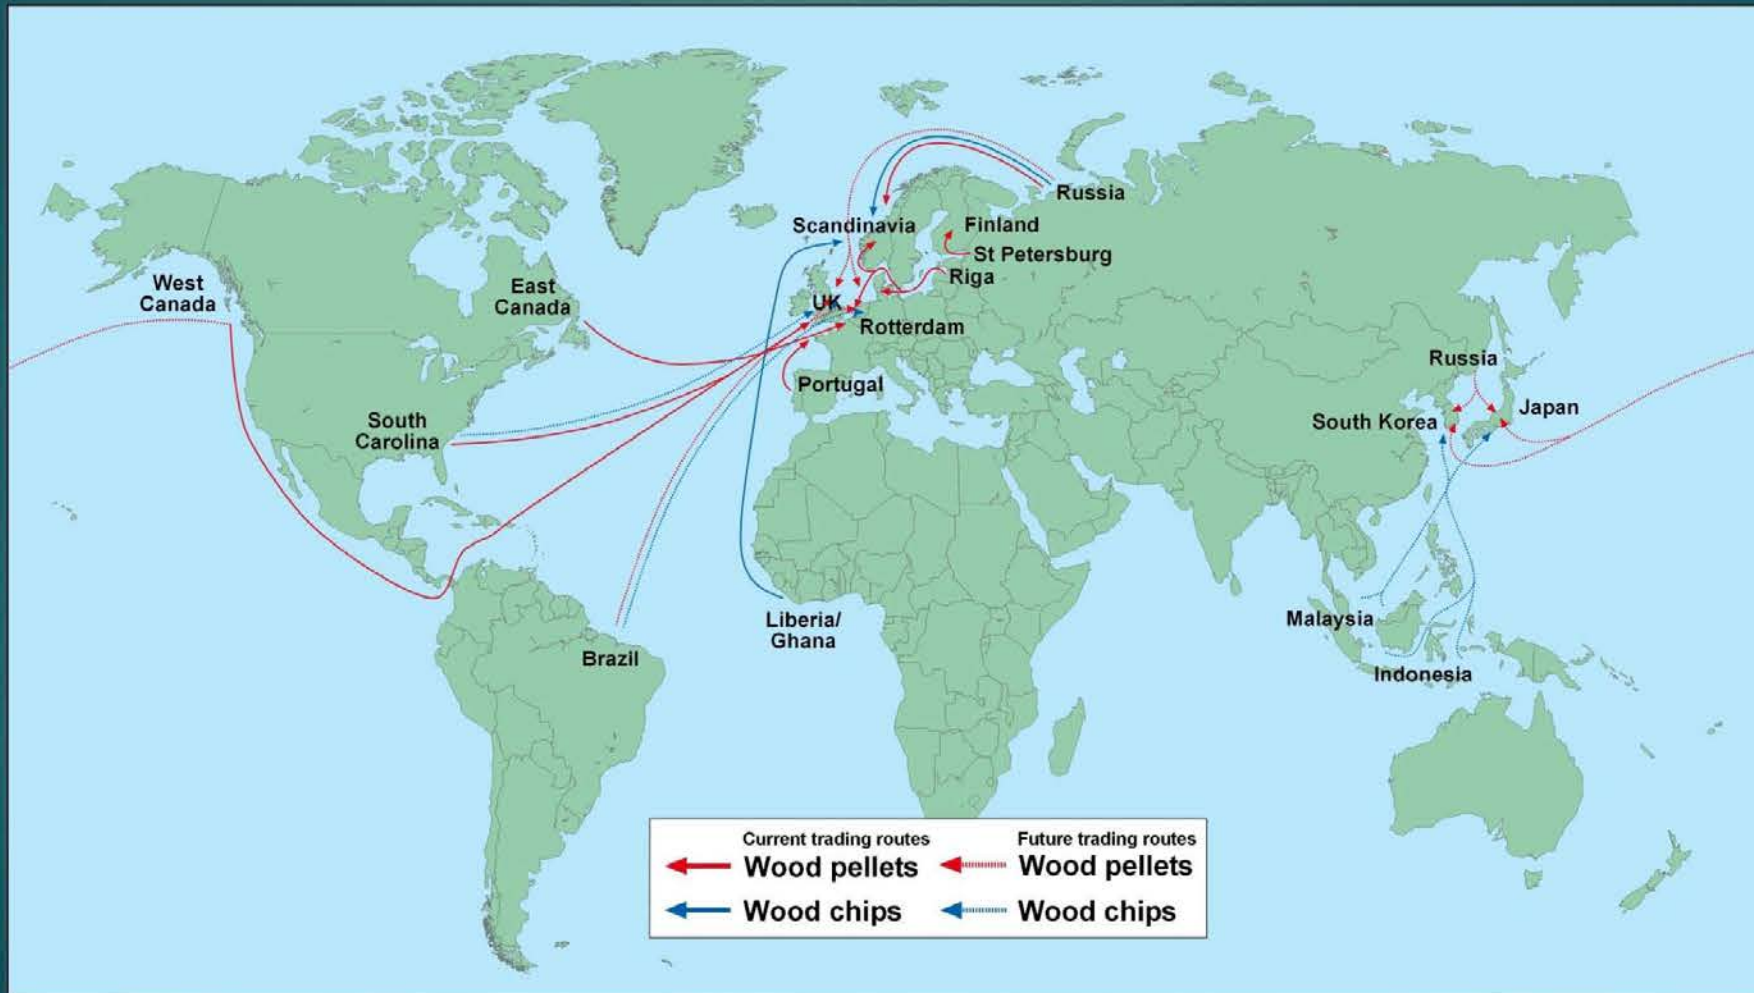 Russia
Scandinavia
Finland
St Petersburg
Riga
West
Canada
East
Canada
UK
Rotterdam
Russia
Portugal
Japan
South
Carolina
South Korea
Liberia/
Ghana
Malaysia
Brazil
Indonesia
Current trading routes
Future trading routes
Wood pellets
Wood pellets
Wood chips
Wood chips